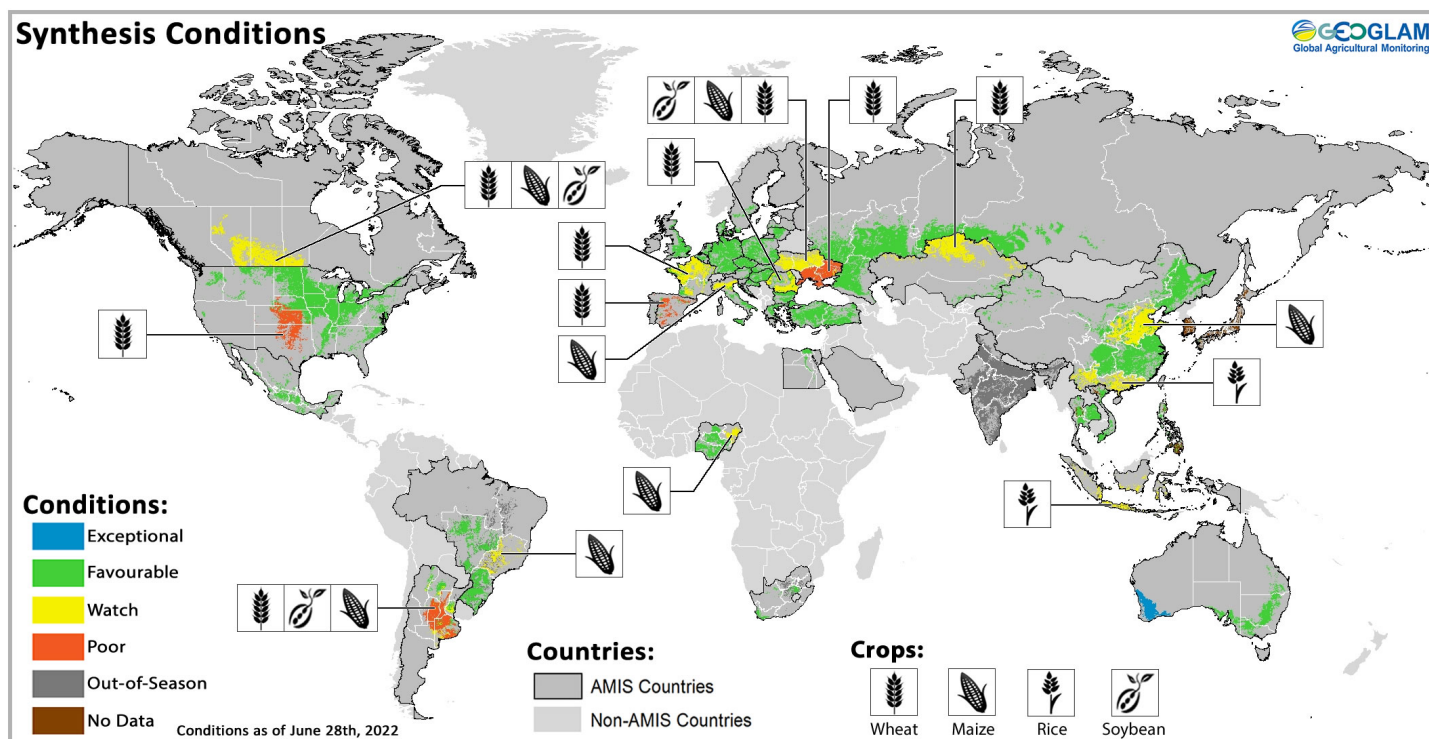 Synthesis Conditions
GEOGLAM
Global Agricultural Monitoring
Conditions:
Exceptional
Favourable
Watch
Poor
Out-of-Season
No Data
Conditions as of June 28th, 2022
Countries:
AMIS Countries
Non-AMIS Countries
Crops:
Wheat
Maize
Rice
Soybean